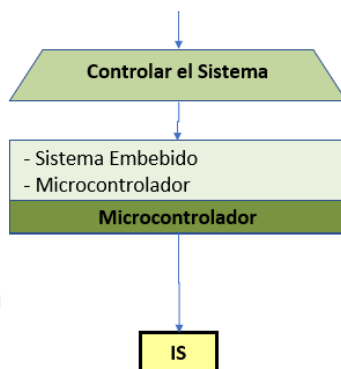 Controlar el Sistema
- Sistema Embebido
- Microcontrolador
Microcontrolador
IS